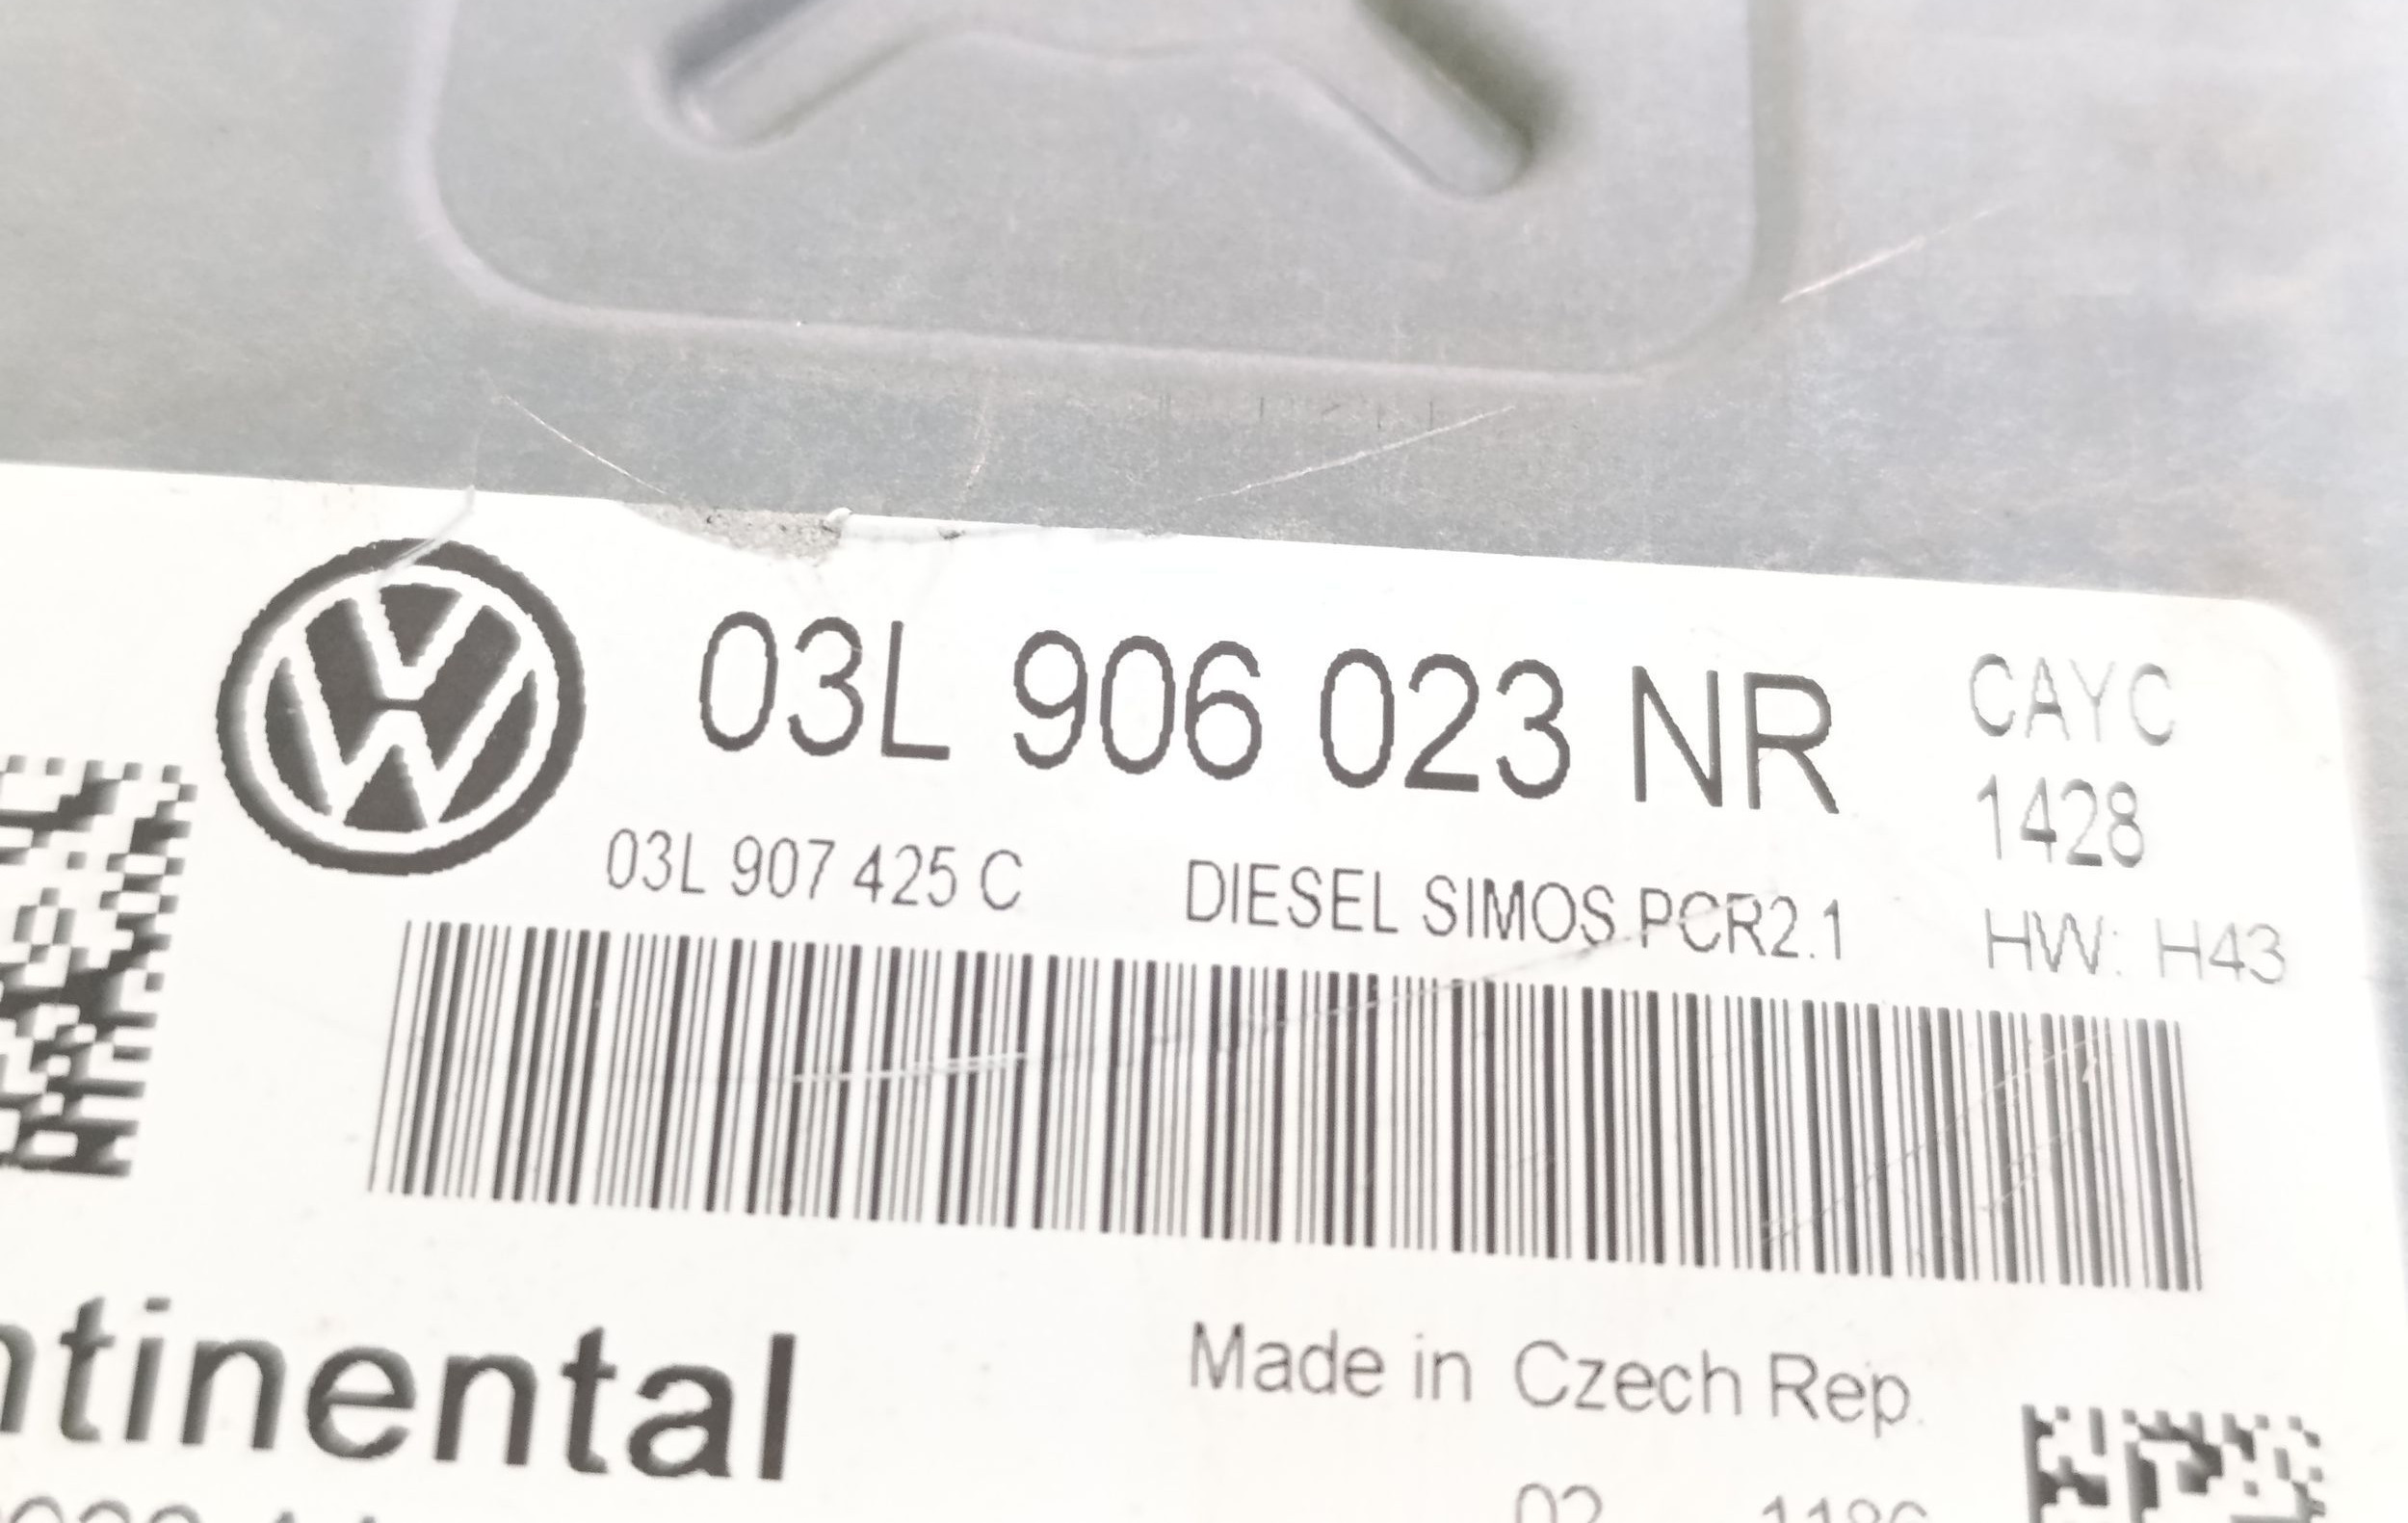 03L 906 023 NR
CAYC
1428
03L 907 425 C
DIESEL SIMOS PCR2.1
HW: H43
ntinental
Made in Czech Rep.